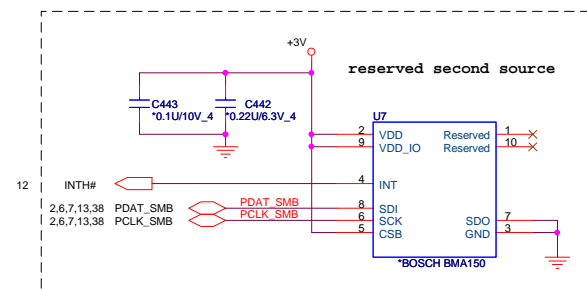 +3V
reserved second source
C443
*0.1U/10V_4
C442
*0.22U/6.3V_4
U7
2 VDD Reserved 1
9 VDD_IO Reserved 10
12 INTH# 4 INT
2,6,7,13,38 PDAT_SMB PDAT_SMB 8 SDI
2,6,7,13,38 PCLK_SMB PCLK_SMB 6 SCK SDO 7
5 CSB GND 3
*BOSCH BMA150